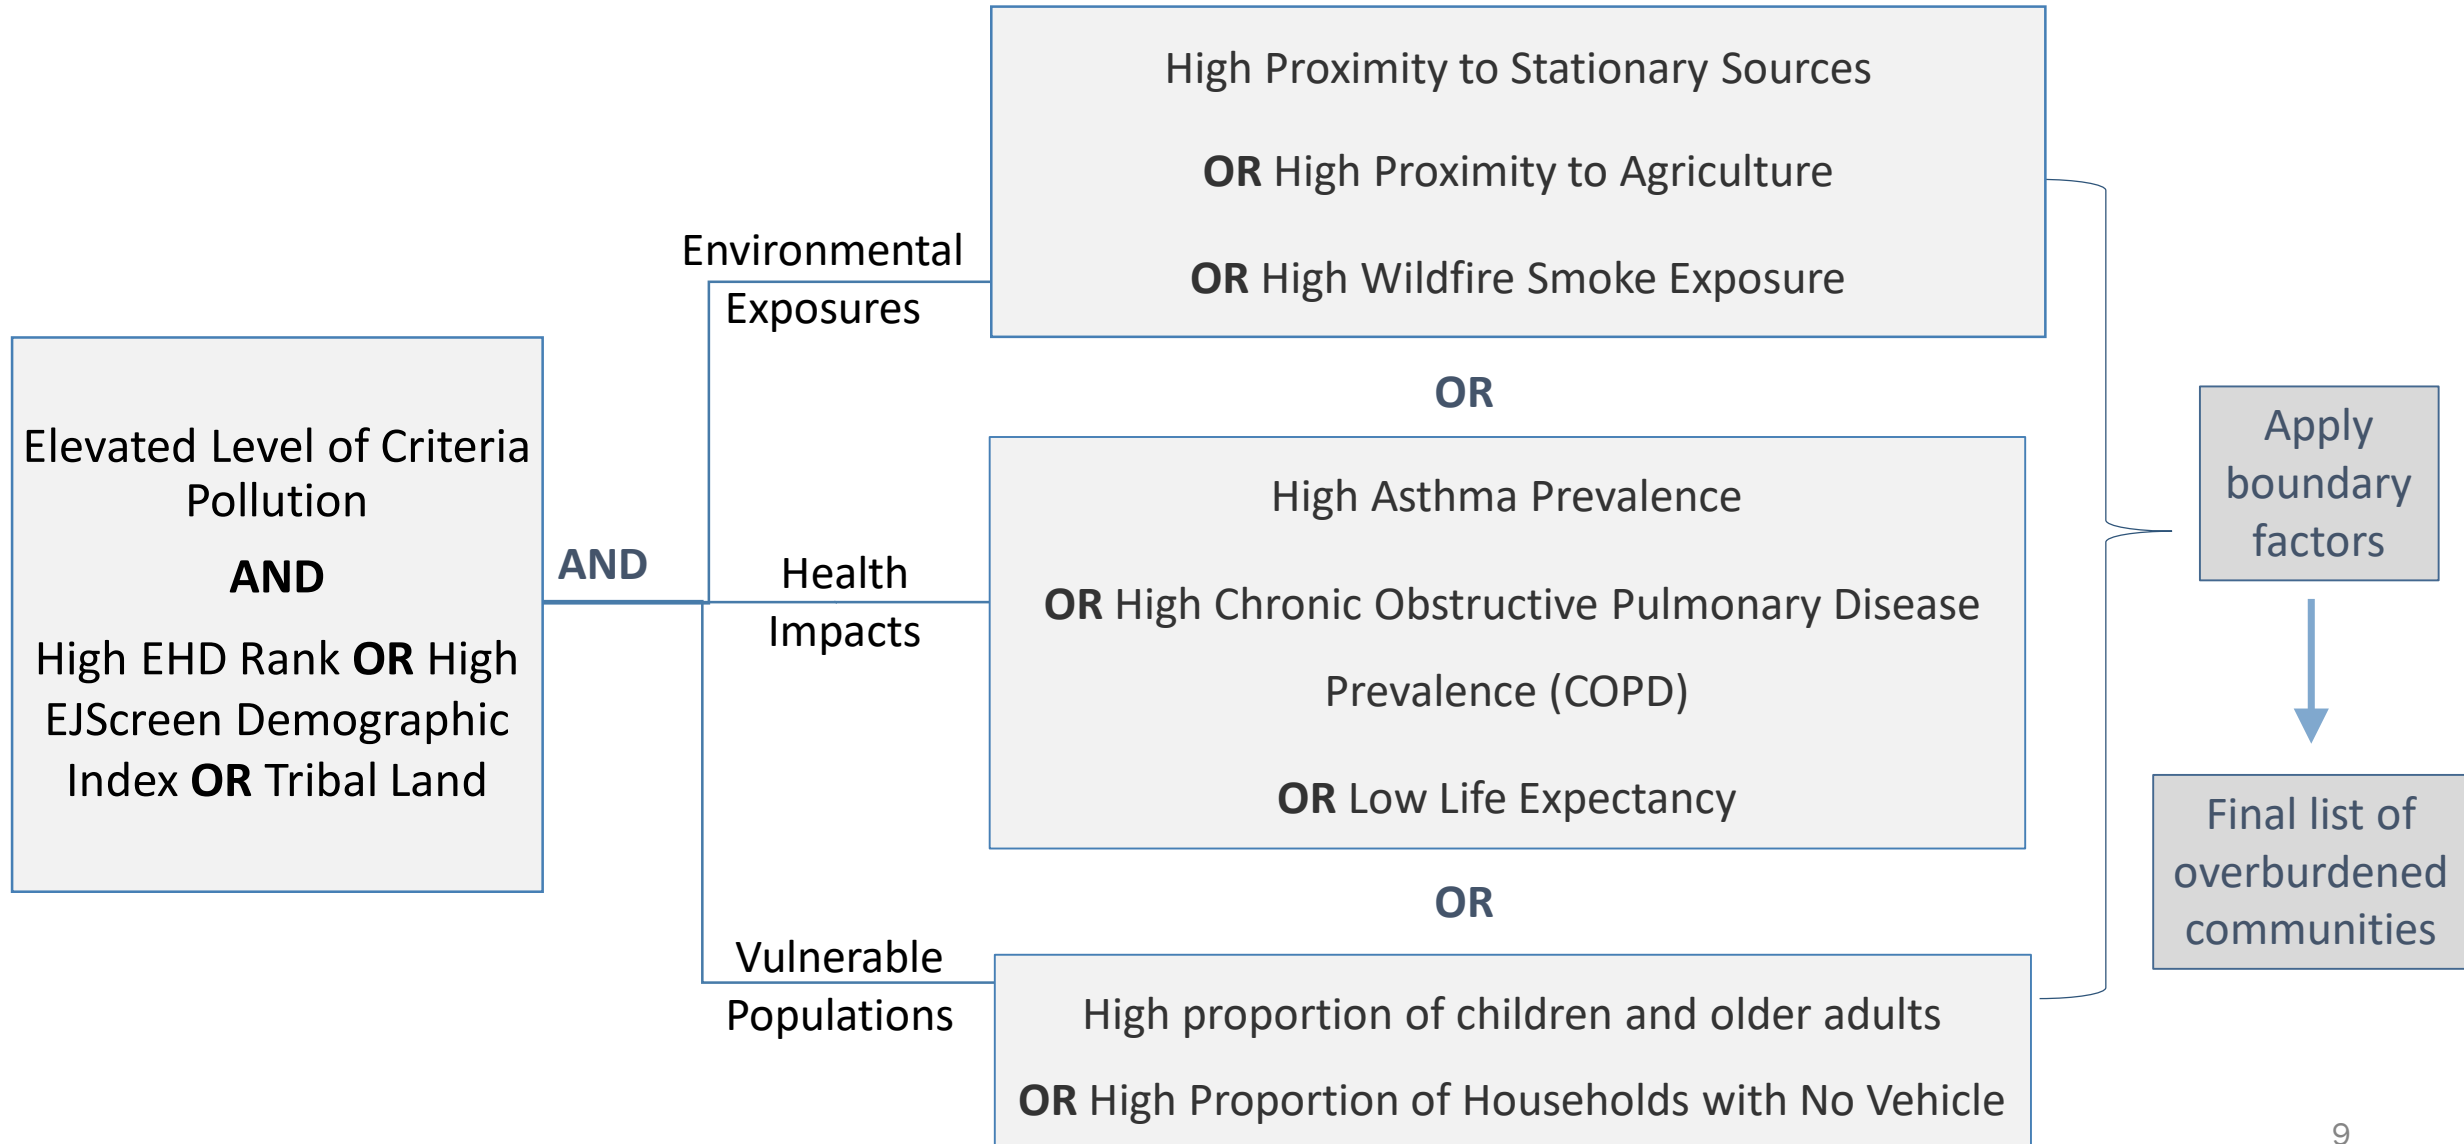 Elevated Level of Criteria
Pollution
AND
High EHD Rank OR High
EJScreen Demographic
Index OR Tribal Land
AND
Environmental
Exposures
High Proximity to Stationary Sources
OR High Proximity to Agriculture
OR High Wildfire Smoke Exposure
OR
Health
Impacts
High Asthma Prevalence
OR High Chronic Obstructive Pulmonary Disease
Prevalence (COPD)
OR Low Life Expectancy
OR
Vulnerable
Populations
High proportion of children and older adults
OR High Proportion of Households with No Vehicle
Apply
boundary
factors
Final list of
overburdened
communities
9